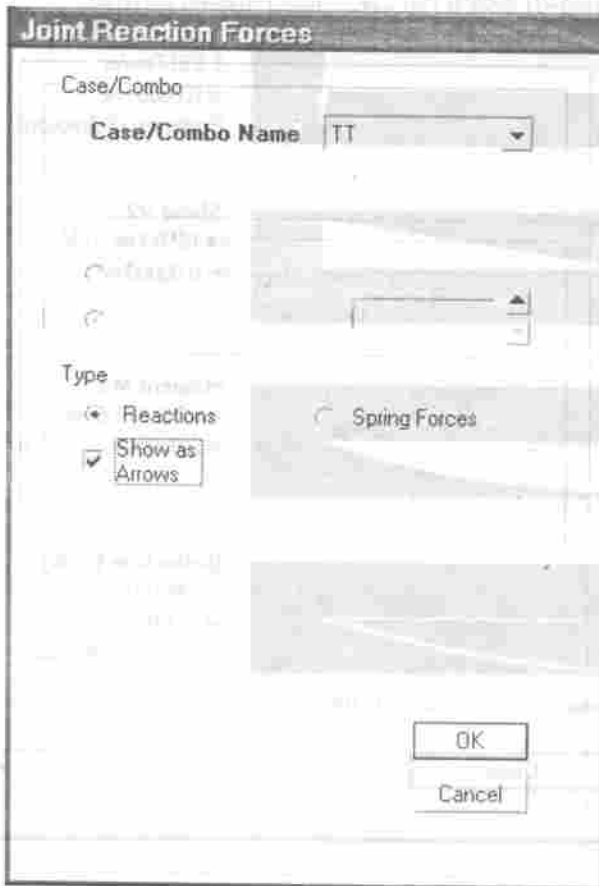 Joint Reaction Forces
Case/Combo
Case/Combo Name TT
Type
Reactions Spring Forces
Show as
Arrows
OK
Cancel